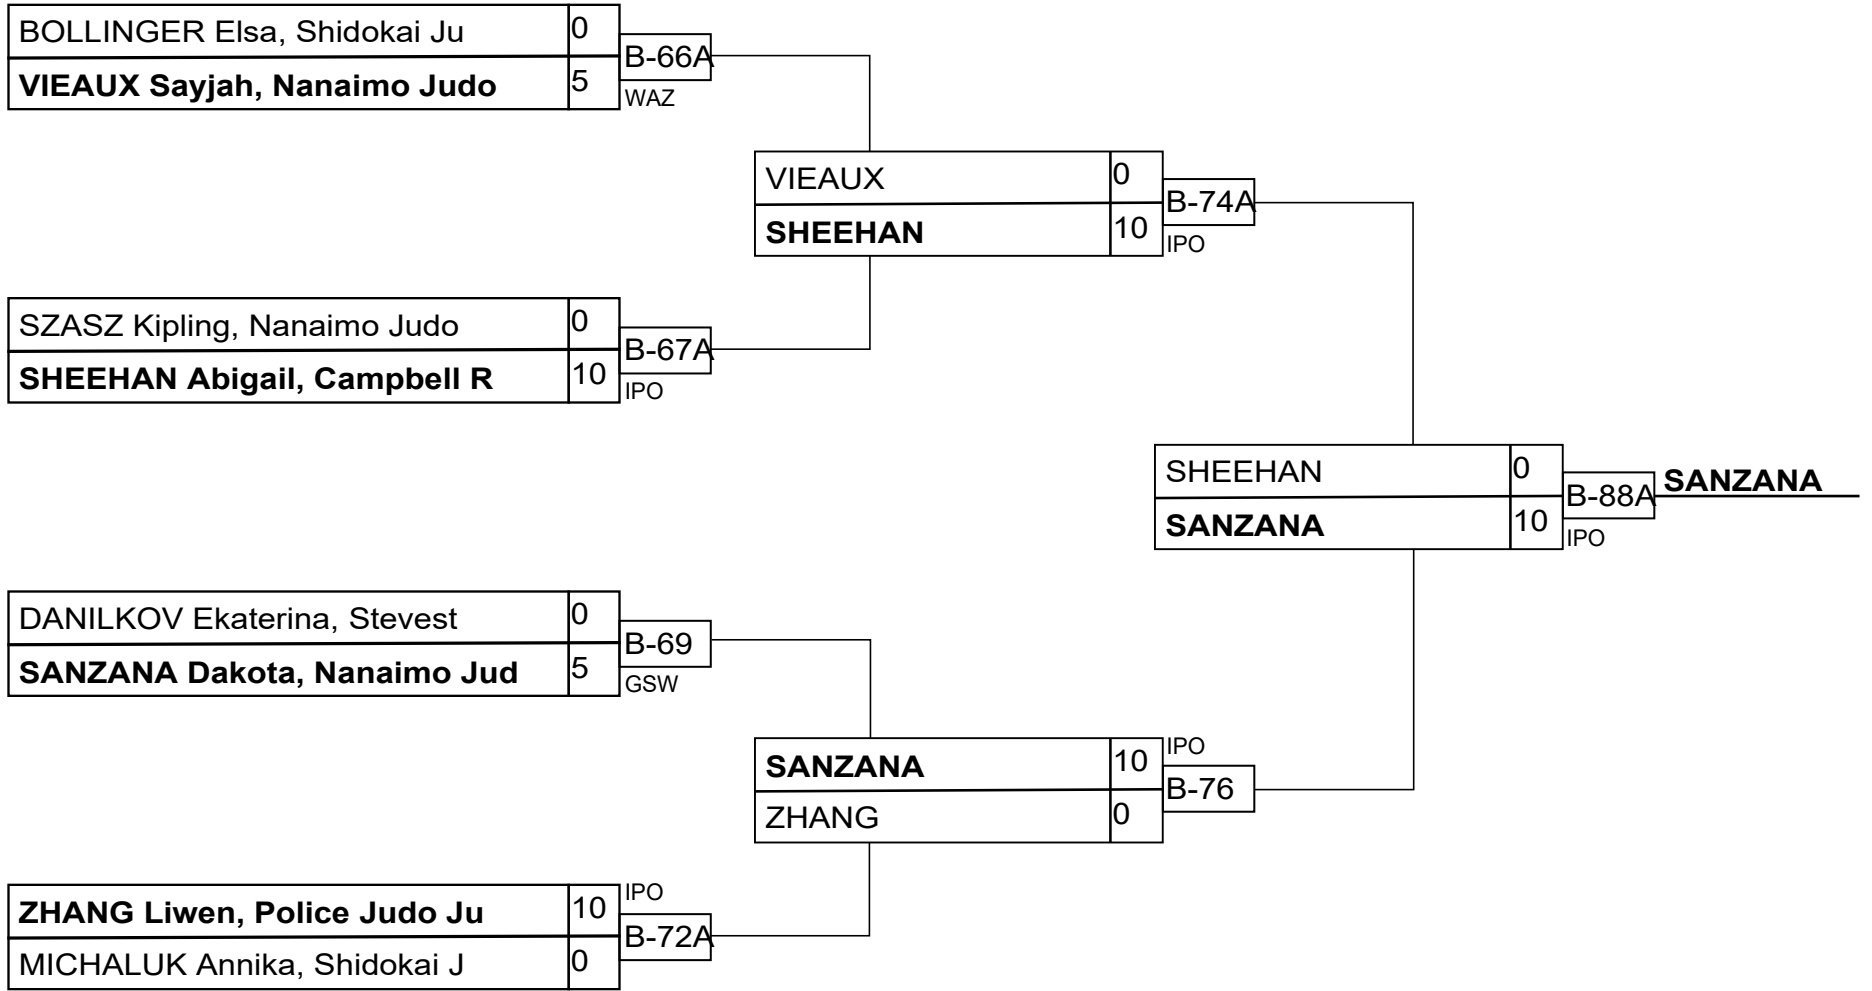 BOLLINGER Elsa, Shidokai Ju 0
B-66A
VIEAUX Sayjah, Nanaimo Judo 5
WAZ
VIEAUX 0
B-74A
SHEEHAN 10
IPO
SZASZ Kipling, Nanaimo Judo 0
B-67A
SHEEHAN Abigail, Campbell R 10
IPO
SHEEHAN 0
B-88A
SANZANA
SANZANA 10
IPO
DANILKOV Ekaterina, Stevest 0
B-69
SANZANA Dakota, Nanaimo Jud 5
GSW
IPO
SANZANA 10
B-76
ZHANG 0
IPO
ZHANG Liwen, Police Judo Ju 10
B-72A
MICHALUK Annika, Shidokai J 0